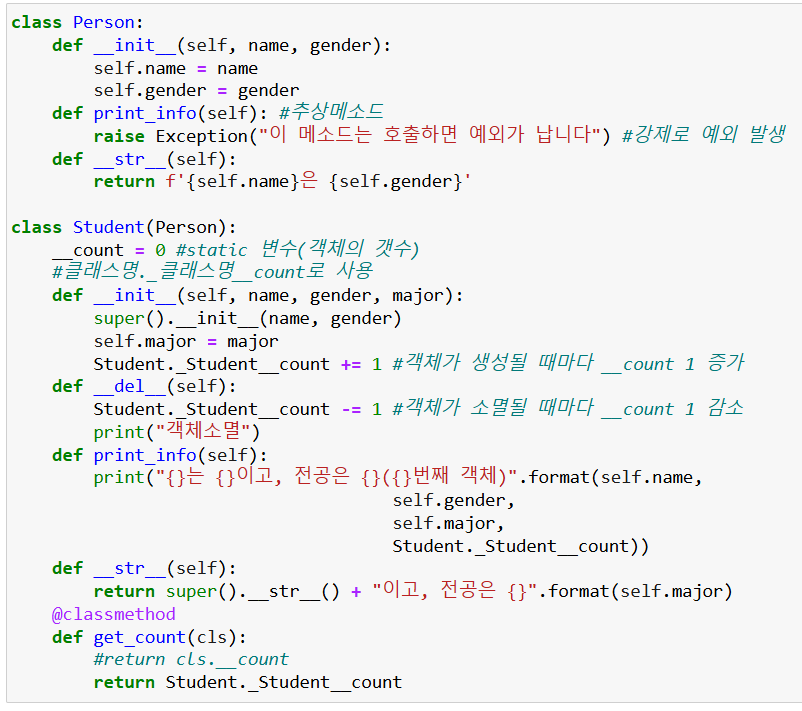 class Person:
    def __init__(self, name, gender):
        self.name = name
        self.gender = gender
    def print_info(self): #추상메소드
        raise Exception("이 메소드는 호출하면 예외가 납니다") #강제로 예외 발생
    def __str__(self):
        return f'{self.name}은 {self.gender}'

class Student(Person):
    __count = 0 #static 변수(객체의 갯수)
    #클래스명._클래스명__count로 사용
    def __init__(self, name, gender, major):
        super().__init__(name, gender)
        self.major = major
        Student._Student__count += 1 #객체가 생성될 때마다 __count 1 증가
    def __del__(self):
        Student._Student__count -= 1 #객체가 소멸될 때마다 __count 1 감소
        print("객체소멸")
    def print_info(self):
        print("{}는 {}이고, 전공은 {}({}번째 객체)".format(self.name,
                                     self.gender,
                                     self.major,
                                     Student._Student__count))
    def __str__(self):
        return super().__str__() + "이고, 전공은 {}".format(self.major)
    @classmethod
    def get_count(cls):
        #return cls.__count
        return Student._Student__count